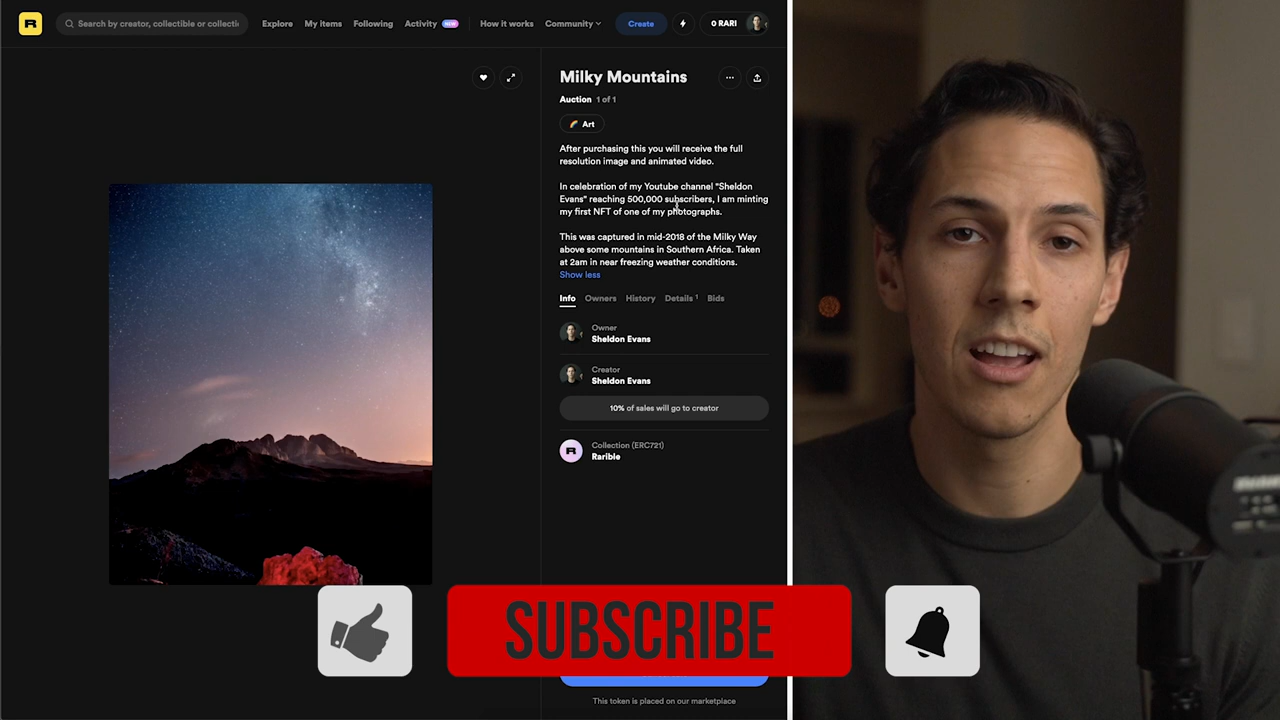 R
Search by creator, collectible or collecti
Explore
My items
Following
Activity
NEW
How it works
Community
Create
0 RARI
Milky Mountains
Auction 1 of 1
Art
After purchasing this you will receive the full
resolution image and animated video.
In celebration of my Youtube channel "Sheldon
Evans" reaching 500,000 subscribers, I am minting
my first NFT of one of my photographs.
This was captured in mid-2018 of the Milky Way
above some mountains in Southern Africa. Taken
at 2am in near freezing weather conditions.
Show less
Info
Owners
History
Details 1
Bids
Owner
Sheldon Evans
Creator
Sheldon Evans
10% of sales will go to creator
Collection (ERC721)
R
Rarible
SUBSCRIBE
This token is placed on our marketplace